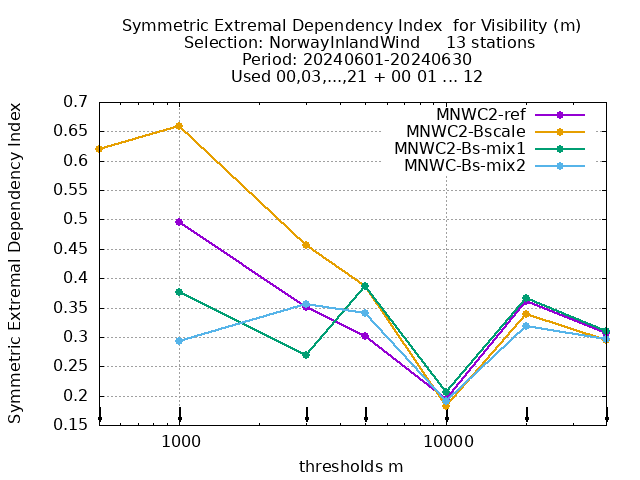 Symmetric Extremal Dependency Index  for Visibility (m)
Selection: NorwayInlandWind     13 stations
Period: 20240601-20240630
Used 00,03,...,21 + 00 01 ... 12
MNWC2-ref
MNWC2-Bscale
MNWC2-Bs-mix1
MNWC-Bs-mix2
Symmetric Extremal Dependency Index
0.7
0.65
0.6
0.55
0.5
0.45
0.4
0.35
0.3
0.25
0.2
0.15
1000
10000
thresholds m